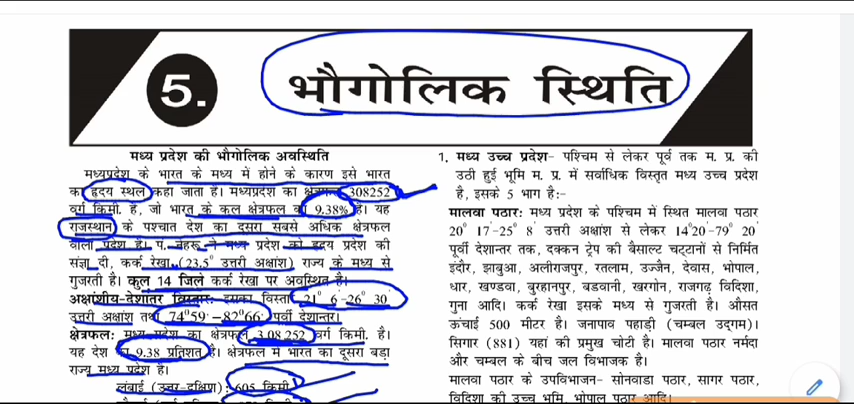 5.
भौगोलिक स्थिति
मध्य प्रदेश की भौगोलिक अवस्थिति
मध्यप्रदेश के भारत के मध्य में होने के कारण इसे भारत
का हृदय स्थल कहा जाता है। मध्यप्रदेश का क्षेत्रफल 308252
वर्ग किमी. है, जो भारत के कल क्षेत्रफल का 9.38% है। यह
राजस्थान के पश्चात देश का दुसरा सबसे अधिक क्षेत्रफल
वाला प्रदेश है। प. नेहरू ने मध्य प्रदेश को हृदय प्रदेश की
संज्ञा दी, कर्क रेखा (23.5° उत्तरी अक्षांश) राज्य के मध्य से
गुजरती है। कुल 14 जिले कर्क रेखा पर अवस्थित है।
अक्षांशीय-देशांतर विस्तार: इसका विस्तार 21° 6'-26° 30'
उत्तरी अक्षांश तथा 74°59' -82°66' पूर्वी देशान्तर।
क्षेत्रफल: मध्य प्रदेश का क्षेत्रफल 3,08,252 वर्ग किमी. है।
यह देश का 9.38 प्रतिशत है। क्षेत्रफल में भारत का दूसरा बड़ा
राज्य मध्य प्रदेश है।
लंबाई (उत्तर-दक्षिण): 605 किमी.
1. मध्य उच्च प्रदेश- पश्चिम से लेकर पूर्व तक म. प्र. की
उठी हुई भूमि म. प्र. में सर्वाधिक विस्तृत मध्य उच्च प्रदेश
है, इसके 5 भाग है:-
मालवा पठार: मध्य प्रदेश के पश्चिम में स्थित मालवा पठार
20° 17'-25° 8' उत्तरी अक्षांश से लेकर 14°20'-79° 20'
पूर्वी देशान्तर तक, दक्कन ट्रेप की बैसाल्ट चट्टानों से निर्मित
इंदौर, झाबुआ, अलीराजपुर, रतलाम, उज्जैन, देवास, भोपाल,
धार, खण्डवा, बुरहानपुर, बडवानी, खरगोन, राजगढ़ विदिशा,
गुना आदि। कर्क रेखा इसके मध्य से गुजरती है। औसत
ऊंचाई 500 मीटर है। जनापाव पहाड़ी (चम्बल उद्गम)।
सिगार (881) यहां की प्रमुख चोटी है। मालवा पठार नर्मदा
और चम्बल के बीच जल विभाजक है।
मालवा पठार के उपविभाजन- सोनवाडा पठार, सागर पठार,
विदिशा की उच्च भूमि, भोपाल पठार आदि।